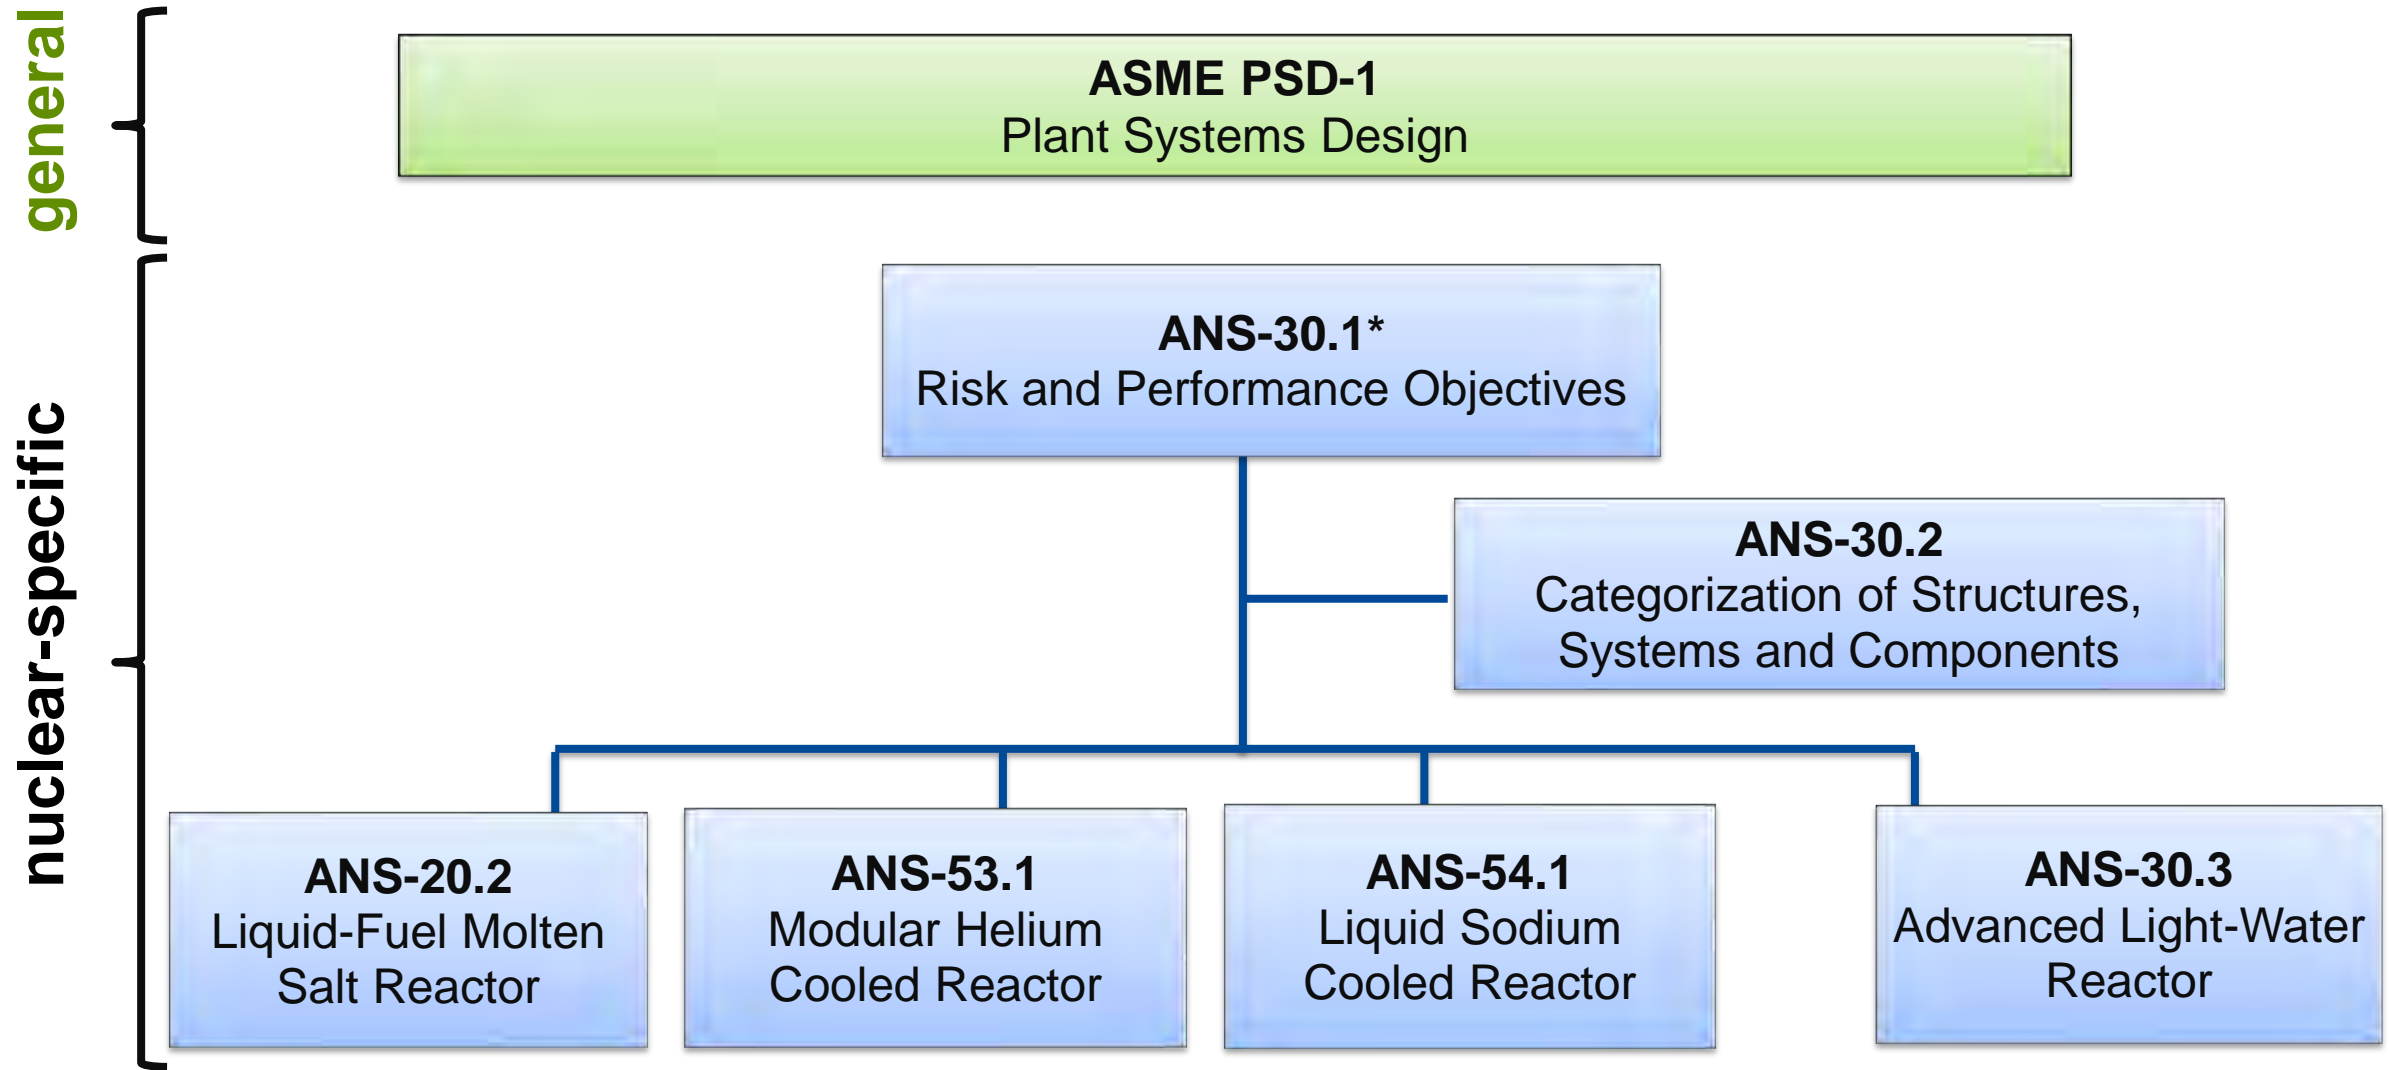 general
ASME PSD-1
Plant Systems Design
nuclear-specific
ANS-30.1*
Risk and Performance Objectives
ANS-30.2
Categorization of Structures,
Systems and Components
ANS-20.2
Liquid-Fuel Molten
Salt Reactor
ANS-53.1
Modular Helium
Cooled Reactor
ANS-54.1
Liquid Sodium
Cooled Reactor
ANS-30.3
Advanced Light-Water
Reactor